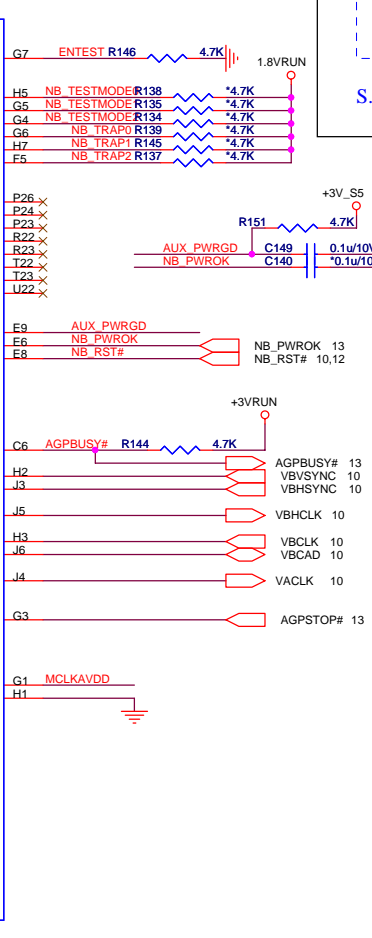 G7 ENTEST R146 4.7K
1.8VRUN
H5 NB_TESTMODE0 R138 *4.7K
G5 NB_TESTMODE R135 *4.7K
G4 NB_TESTMODE2 R134 *4.7K
G6 NB_TRAP0 R139 *4.7K
H7 NB_TRAP1 R145 *4.7K
F5 NB_TRAP2 R137 *4.7K
S.
P26
P24
P23
R22
R23
T22
T23
U22
+3V_S5
R151 4.7K
AUX_PWRGD C149 0.1u/10V
NB_PWROK C140 *0.1u/10
E9 AUX_PWRGD
E6 NB_PWROK NB_PWROK 13
E8 NB_RST# NB_RST# 10,12
+3VRUN
C6 AGPBUSY# R144 4.7K
AGPBUSY# 13
H2 VBVSYNC 10
J3 VBHSYNC 10
J5 VBHCLK 10
H3 VBCLK 10
J6 VBCAD 10
J4 VACLK 10
G3 AGPSTOP# 13
G1 MCLKAVDD
H1